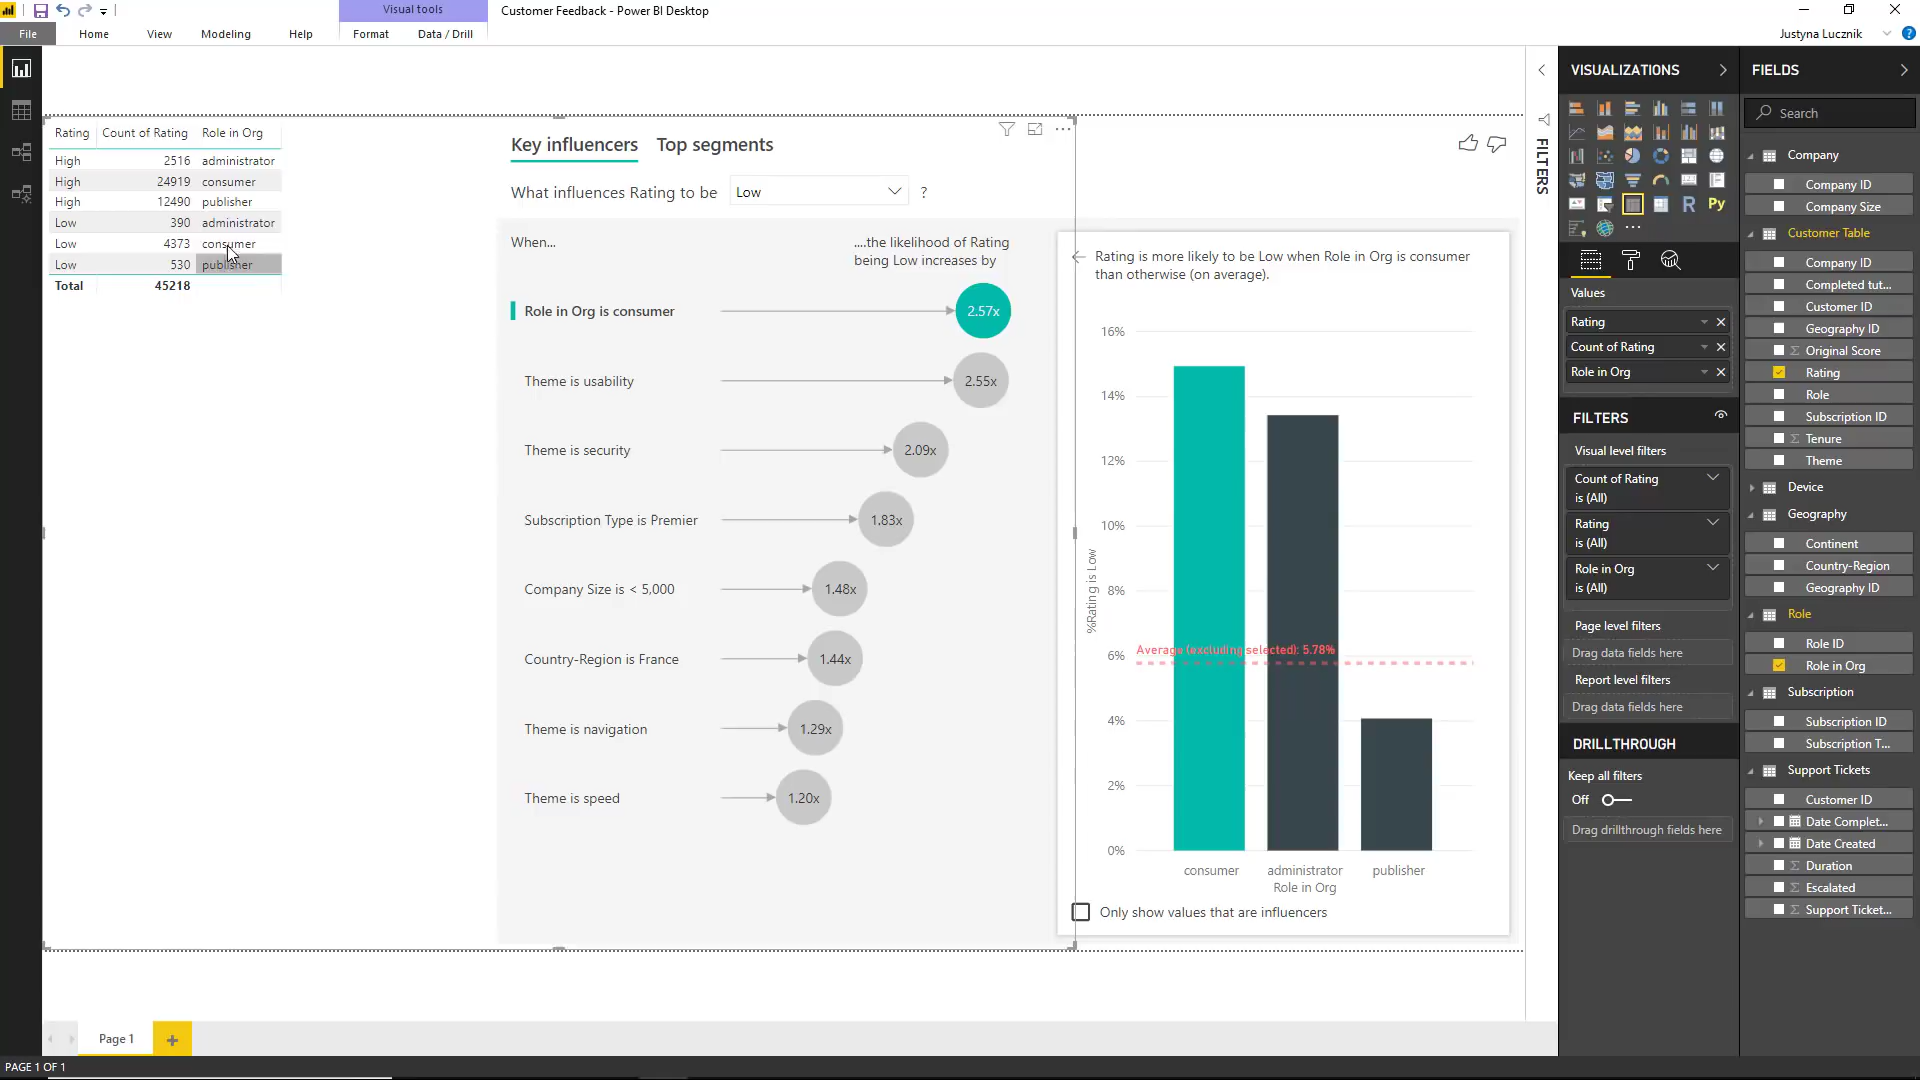 Visual tools
Customer Feedback - Power BI Desktop
File
Home
View
Modeling
Help
Format
Data / Drill
Justyna Lucznik
?
Rating Count of Rating Role in Org
High 2516 administrator
High 24919 consumer
High 12490 publisher
Low 390 administrator
Low 4373 consumer
Low 530 publisher
Total 45218
Key influencers
Top segments
What influences Rating to be Low ?
When...
....the likelihood of Rating
being Low increases by
Role in Org is consumer 2.57x
Theme is usability 2.55x
Theme is security 2.09x
Subscription Type is Premier 1.83x
Company Size is < 5,000 1.48x
Country-Region is France 1.44x
Theme is navigation 1.29x
Theme is speed 1.20x
Rating is more likely to be Low when Role in Org is consumer
than otherwise (on average).
16%
14%
12%
10%
8%
6%
4%
2%
0%
%Rating is Low
Average (excluding selected): 5.78%
consumer
administrator
publisher
Role in Org
Only show values that are influencers
FILTERS
VISUALIZATIONS
R
Py
Values
Rating
Count of Rating
Role in Org
FILTERS
Visual level filters
Count of Rating
is (All)
Rating
is (All)
Role in Org
is (All)
Page level filters
Drag data fields here
Report level filters
Drag data fields here
DRILLTHROUGH
Keep all filters
Off
Drag drillthrough fields here
FIELDS
Search
Company
Company ID
Company Size
Customer Table
Company ID
Completed tut...
Customer ID
Geography ID
Original Score
Rating
Role
Subscription ID
Tenure
Theme
Device
Geography
Continent
Country-Region
Geography ID
Role
Role ID
Role in Org
Subscription
Subscription ID
Subscription T...
Support Tickets
Customer ID
Date Complet...
Date Created
Duration
Escalated
Support Ticket...
Page 1
PAGE 1 OF 1